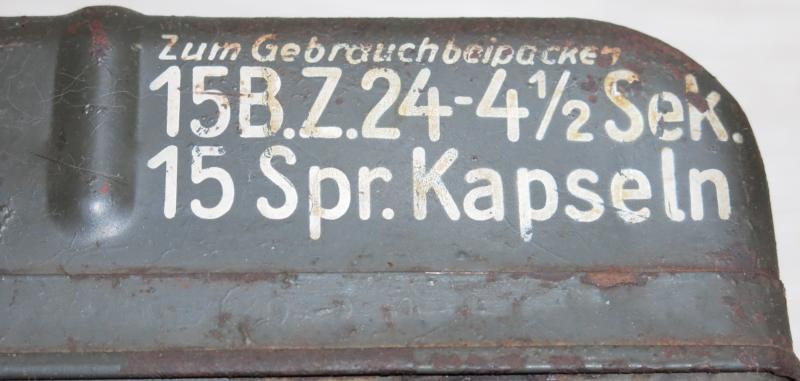 Zum Gebrauch beipacken
15 B.Z.24-4½ Sek.
15 Spr. Kapseln